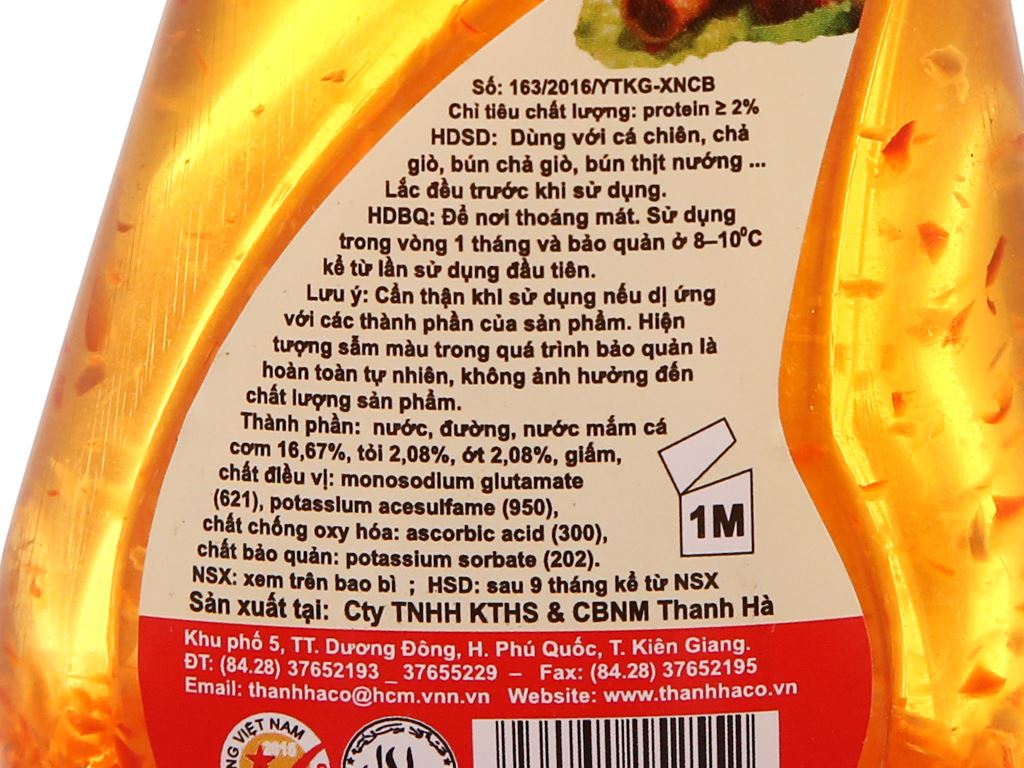 Số: 163/2016/YTKG-XNCB
Chỉ tiêu chất lượng: protein ≥ 2%
HDSD: Dùng với cá chiên, chả
giò, bún chả giò, bún thịt nướng ...
Lắc đều trước khi sử dụng.
HDBQ: Để nơi thoáng mát. Sử dụng
trong vòng 1 tháng và bảo quản ở 8–10⁰C
kể từ lần sử dụng đầu tiên.
Lưu ý: Cẩn thận khi sử dụng nếu dị ứng
với các thành phần của sản phẩm. Hiện
tượng sẫm màu trong quá trình bảo quản là
hoàn toàn tự nhiên, không ảnh hưởng đến
chất lượng sản phẩm.
Thành phần: nước, đường, nước mắm cá
cơm 16,67%, tỏi 2,08%, ớt 2,08%, giấm,
chất điều vị: monosodium glutamate
(621), potassium acesulfame (950),
chất chống oxy hóa: ascorbic acid (300),
chất bảo quản: potassium sorbate (202).
1M
NSX: xem trên bao bì ; HSD: sau 9 tháng kể từ NSX
Sản xuất tại: Cty TNHH KTHS & CBNM Thanh Hà
Khu phố 5, TT. Dương Đông, H. Phú Quốc, T. Kiên Giang.
ĐT: (84.28) 37652193 _ 37655229 – Fax: (84.28) 37652195
Email: thanhhaco@hcm.vnn.vn Website: www.thanhhaco.vn
NG VIỆT NAM
2016